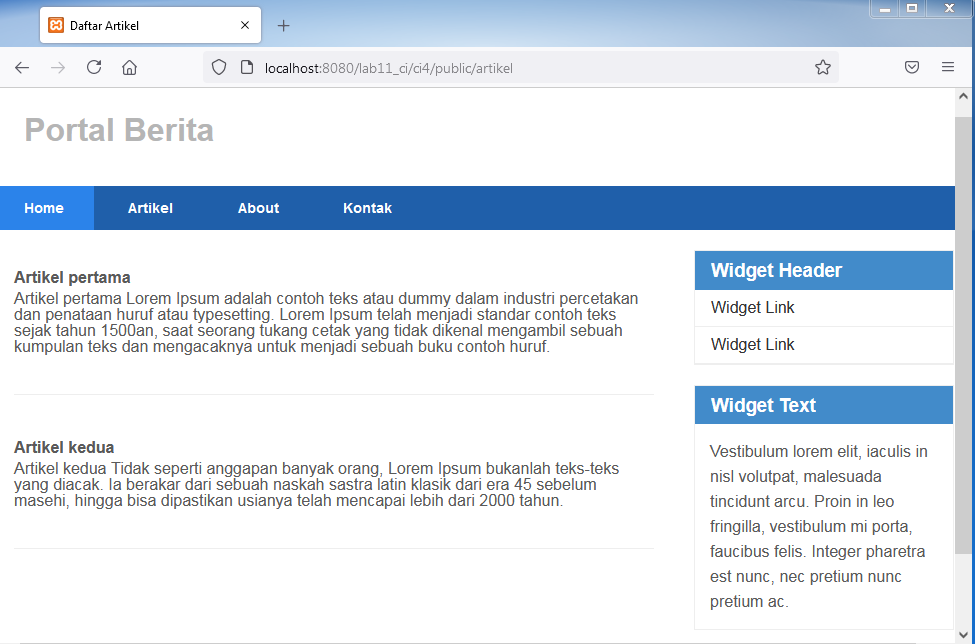 Daftar Artikel
localhost:8080/lab11_ci/ci4/public/artikel
Portal Berita
Home Artikel About Kontak
Artikel pertama
Artikel pertama Lorem Ipsum adalah contoh teks atau dummy dalam industri percetakan
dan penataan huruf atau typesetting. Lorem Ipsum telah menjadi standar contoh teks
sejak tahun 1500an, saat seorang tukang cetak yang tidak dikenal mengambil sebuah
kumpulan teks dan mengacaknya untuk menjadi sebuah buku contoh huruf.
Artikel kedua
Artikel kedua Tidak seperti anggapan banyak orang, Lorem Ipsum bukanlah teks-teks
yang diacak. Ia berakar dari sebuah naskah sastra latin klasik dari era 45 sebelum
masehi, hingga bisa dipastikan usianya telah mencapai lebih dari 2000 tahun.
Widget Header
Widget Link
Widget Link
Widget Text
Vestibulum lorem elit, iaculis in
nisl volutpat, malesuada
tincidunt arcu. Proin in leo
fringilla, vestibulum mi porta,
faucibus felis. Integer pharetra
est nunc, nec pretium nunc
pretium ac.